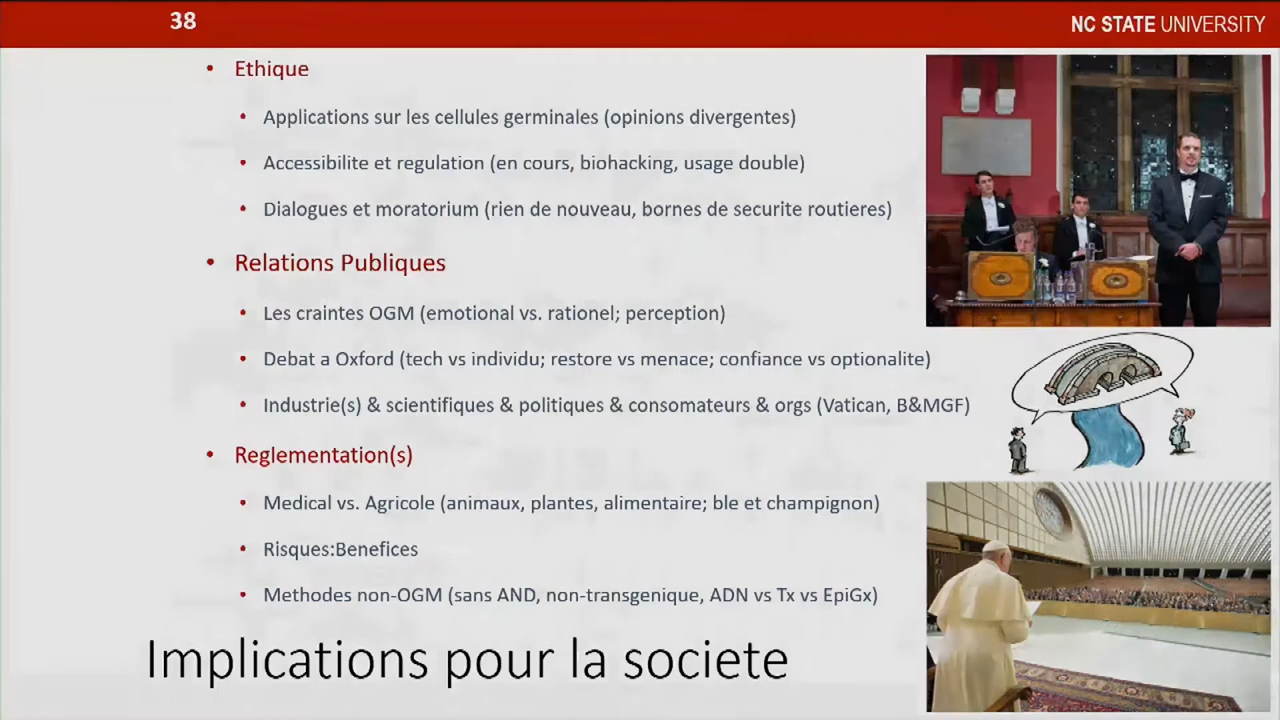 38
NC STATE UNIVERSITY
• Ethique
• Applications sur les cellules germinales (opinions divergentes)
• Accessibilite et regulation (en cours, biohacking, usage double)
• Dialogues et moratorium (rien de nouveau, bornes de securite routieres)
• Relations Publiques
• Les craintes OGM (emotional vs. rationel; perception)
• Debat a Oxford (tech vs individu; restore vs menace; confiance vs optionalite)
• Industrie(s) & scientifiques & politiques & consomateurs & orgs (Vatican, B&MGF)
• Reglementation(s)
• Medical vs. Agricole (animaux, plantes, alimentaire; ble et champignon)
• Risques:Benefices
• Methodes non-OGM (sans AND, non-transgenique, ADN vs Tx vs EpiGx)
Implications pour la societe